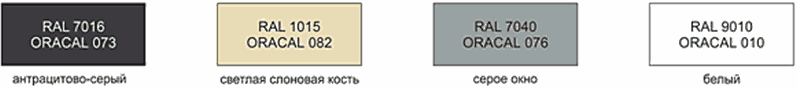 RAL 7016
ORACAL 073
антрацитово-серый
RAL 1015
ORACAL 082
светлая слоновая кость
RAL 7040
ORACAL 076
серое окно
RAL 9010
ORACAL 010
белый